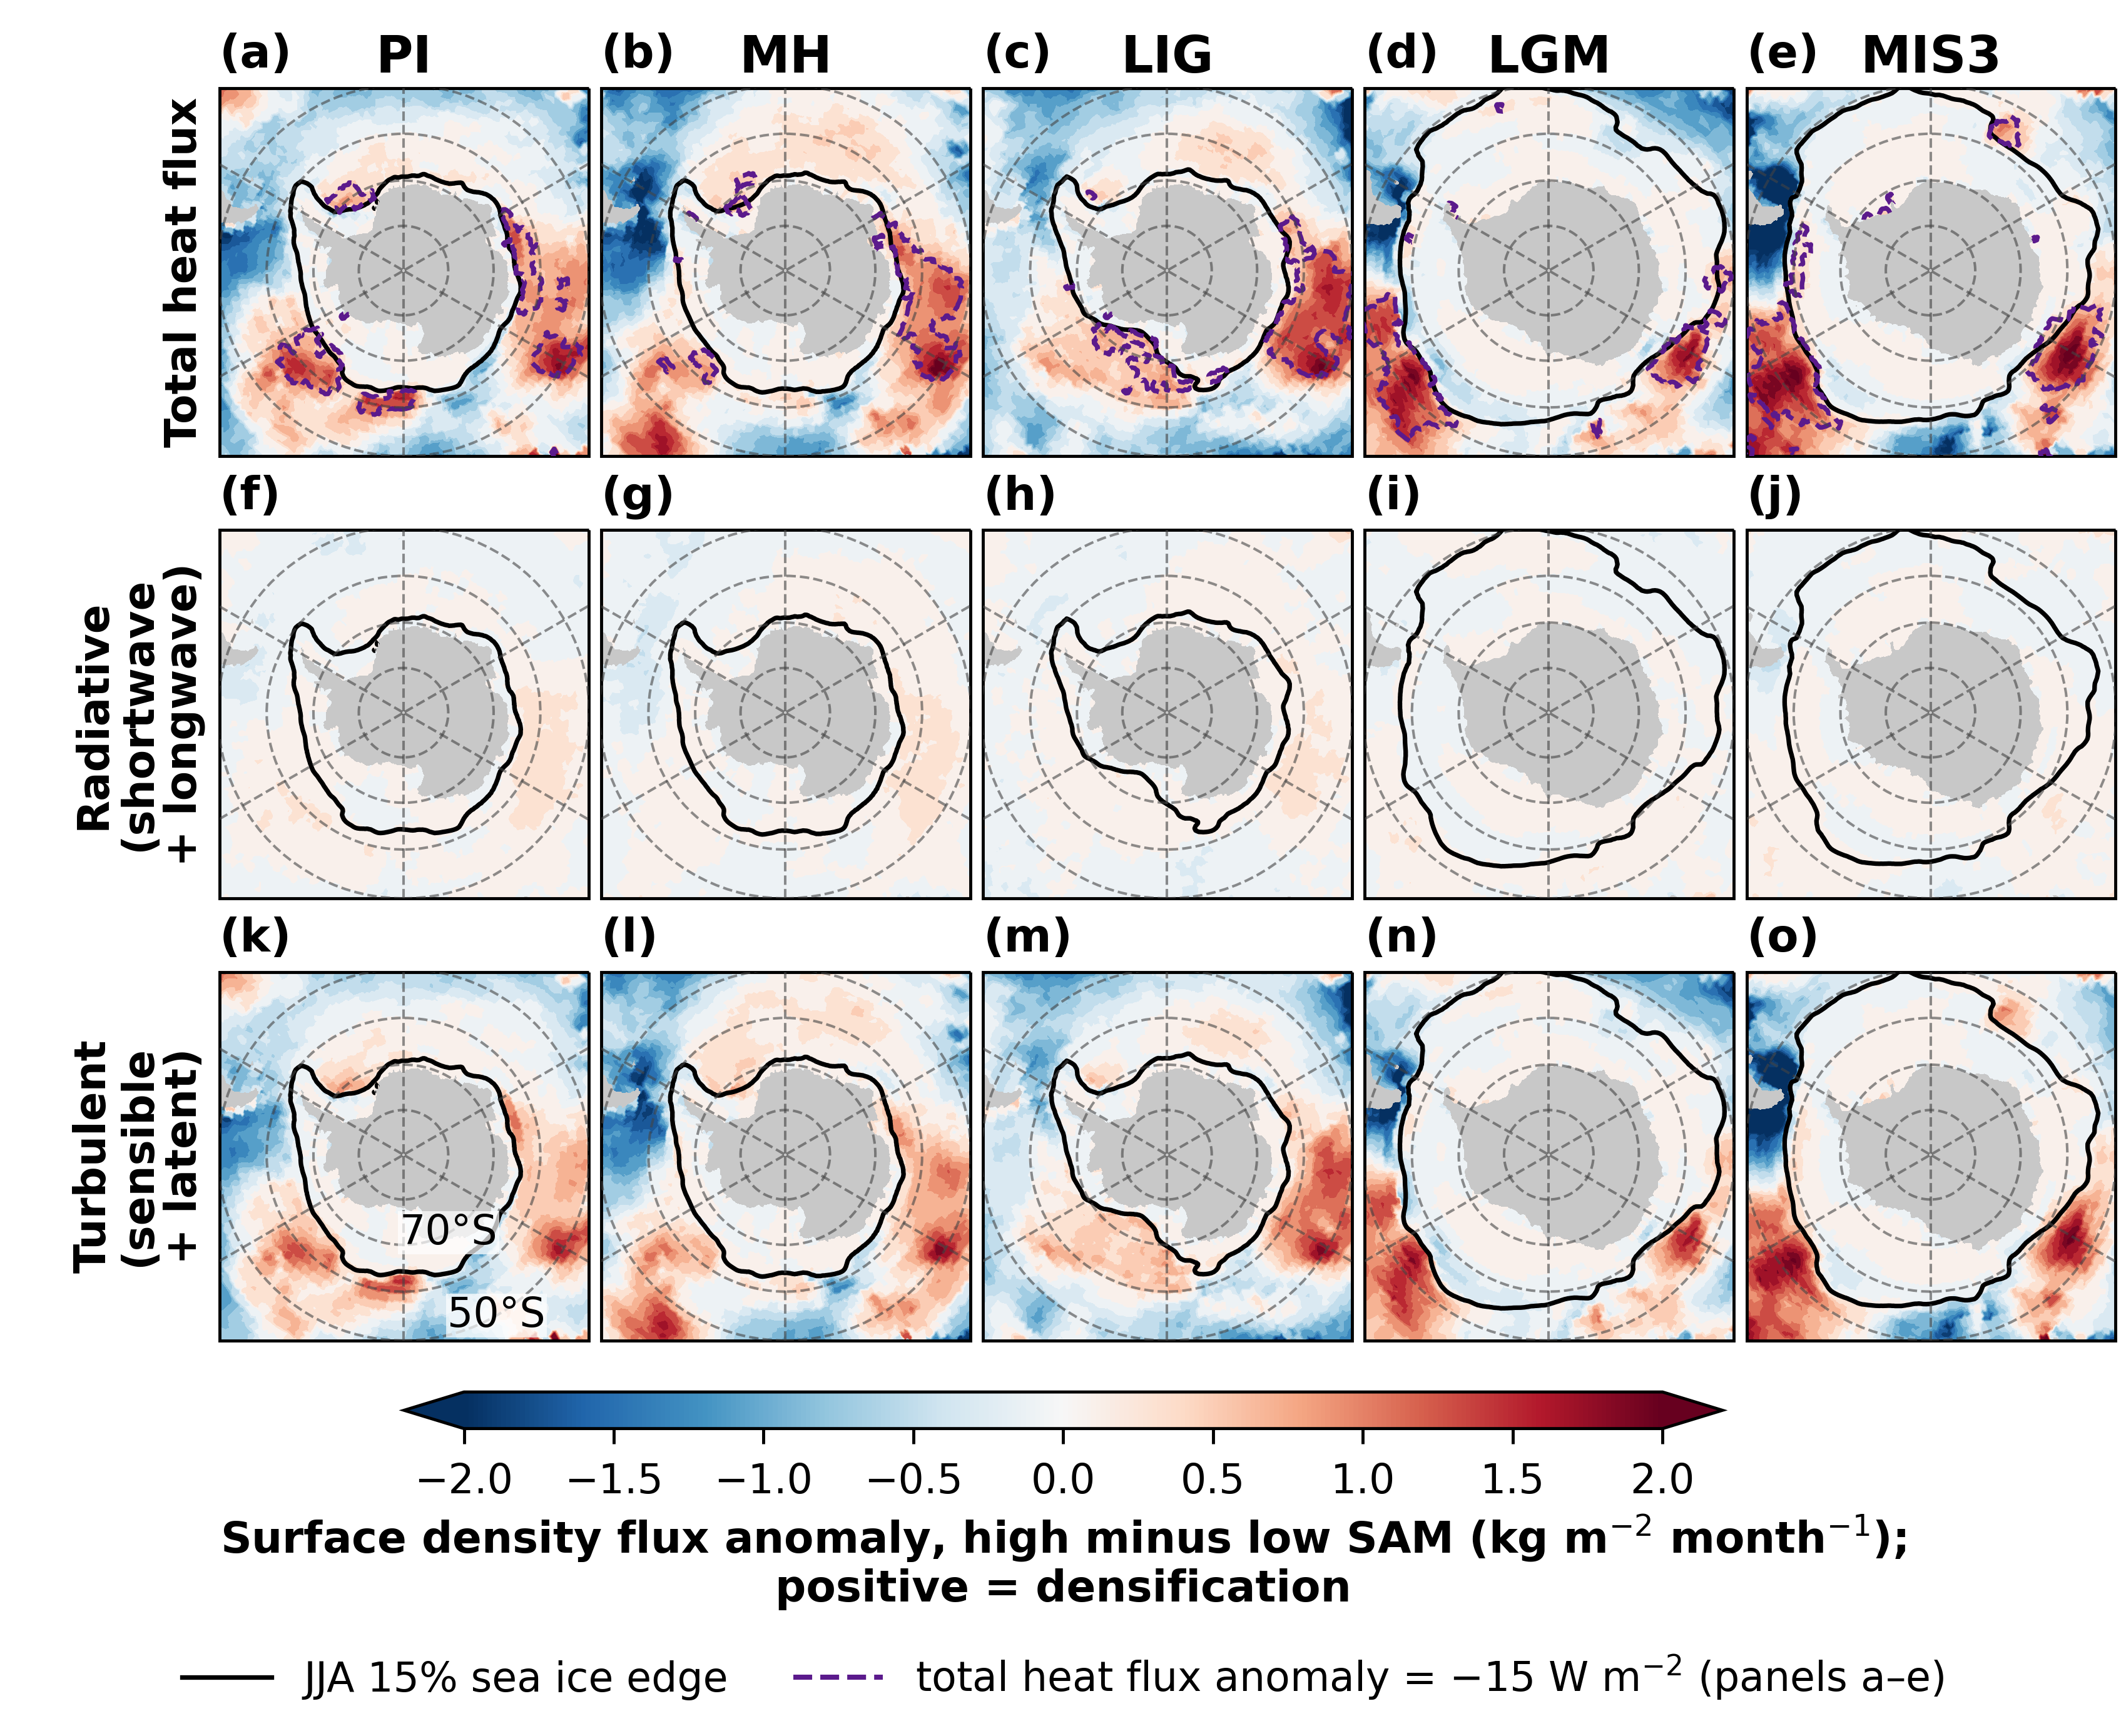 (a) PI (b) MH (c) LIG (d) LGM (e) MIS3
Total heat flux
(f) (g) (h) (i) (j)
Radiative
(shortwave
+ longwave)
(k) (l) (m) (n) (o)
Turbulent
(sensible
+ latent)
70°S
50°S
−2.0 −1.5 −1.0 −0.5 0.0 0.5 1.0 1.5 2.0
Surface density flux anomaly, high minus low SAM (kg m⁻² month⁻¹);
positive = densification
JJA 15% sea ice edge
total heat flux anomaly = −15 W m⁻² (panels a–e)